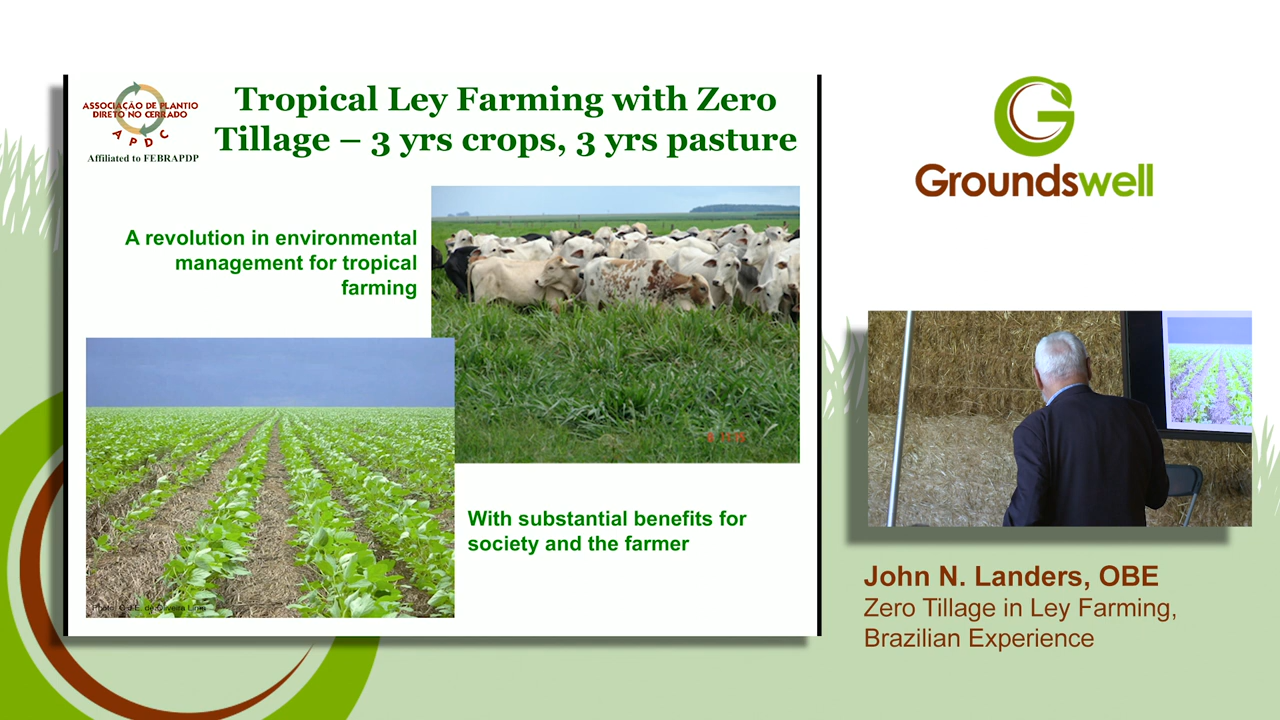 ASSOCIAÇÃO DE PLANTIO
DIRETO NO CERRADO
APDC
Affiliated to FEBRAPDP
Tropical Ley Farming with Zero
Tillage – 3 yrs crops, 3 yrs pasture
A revolution in environmental
management for tropical
farming
With substantial benefits for
society and the farmer
Groundswell
John N. Landers, OBE
Zero Tillage in Ley Farming,
Brazilian Experience